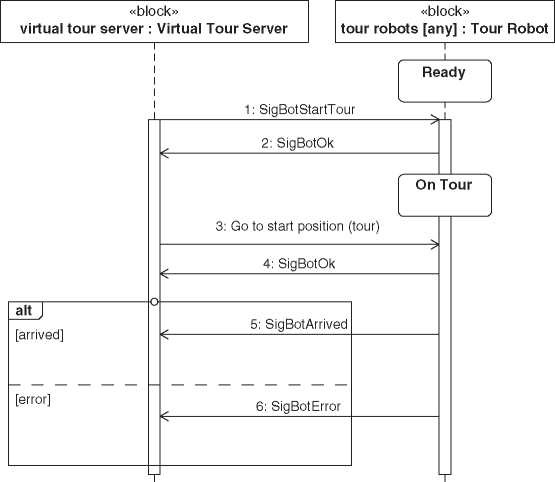 «block»
virtual tour server : Virtual Tour Server
«block»
tour robots [any] : Tour Robot
Ready
1: SigBotStartTour
2: SigBotOk
On Tour
3: Go to start position (tour)
4: SigBotOk
alt
[arrived]
5: SigBotArrived
[error]
6: SigBotError